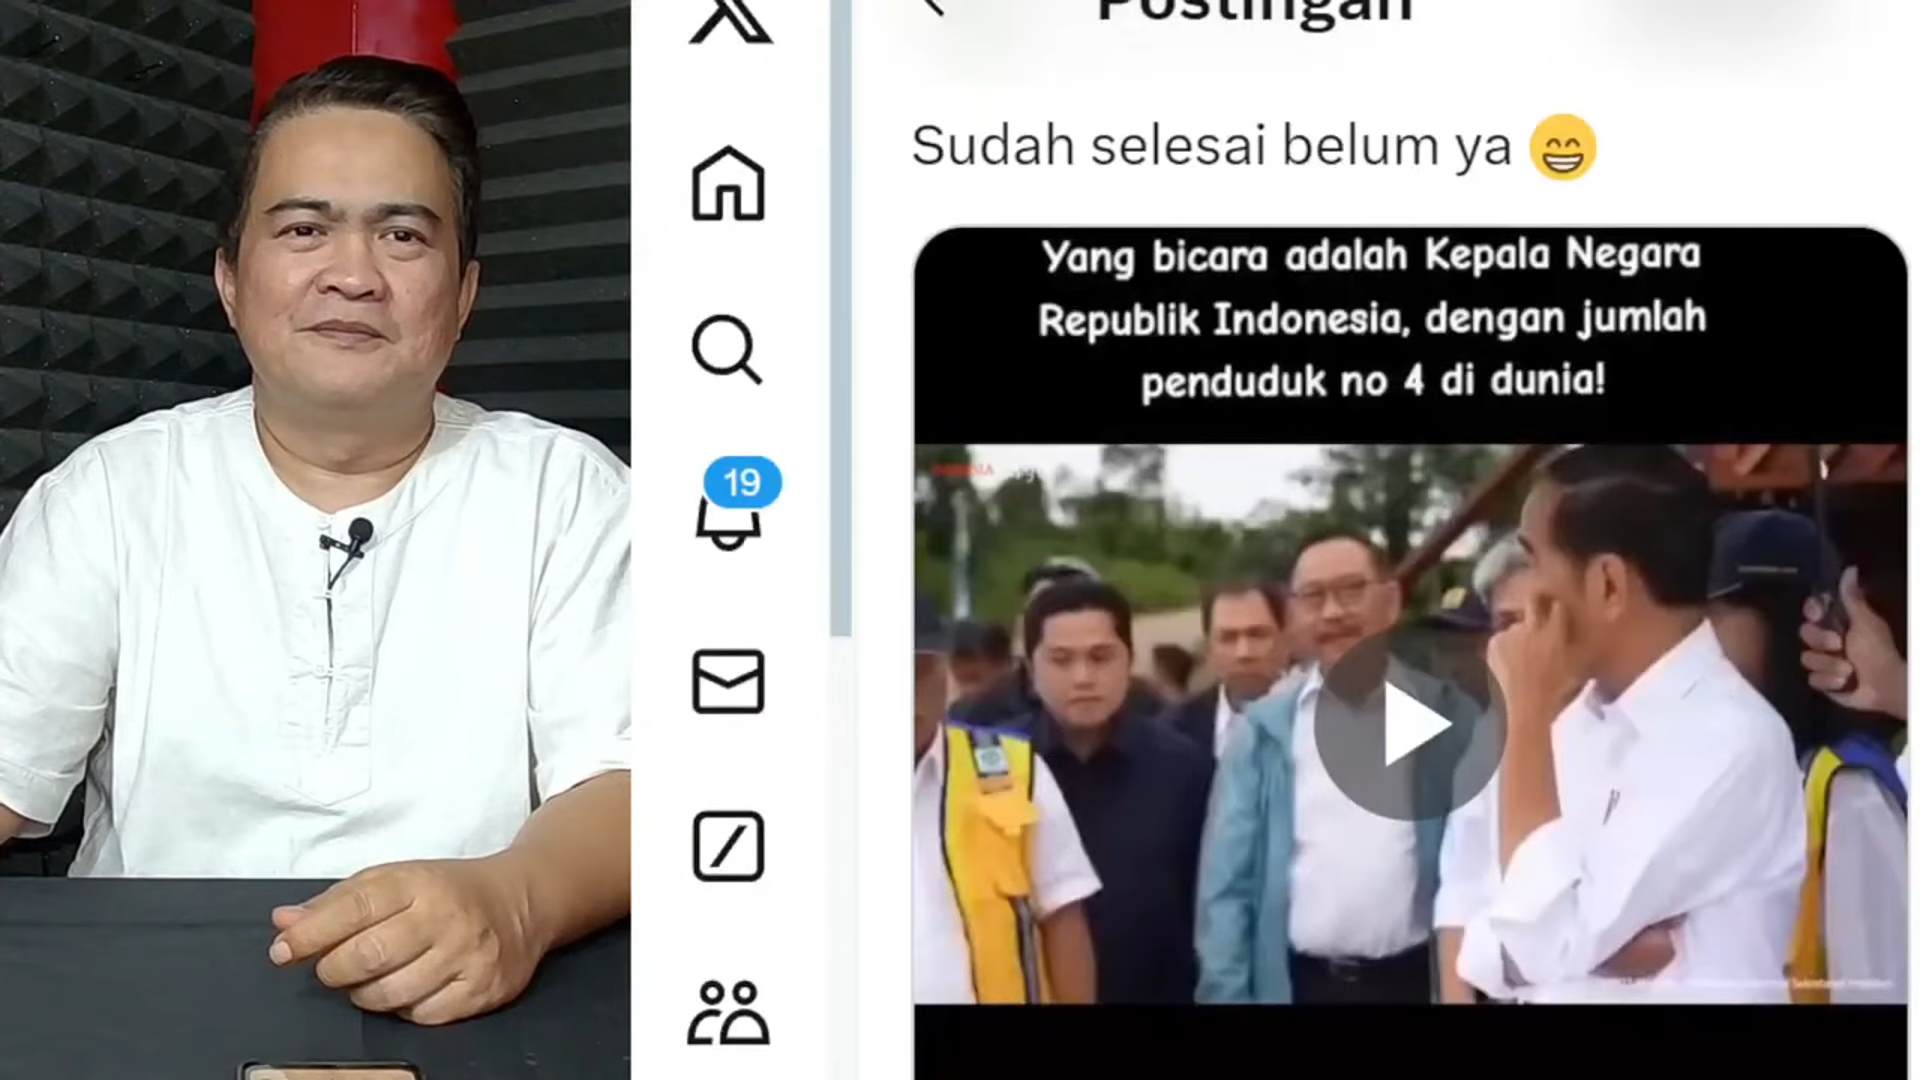 Postingan
Sudah selesai belum ya 😁
Yang bicara adalah Kepala Negara
Republik Indonesia, dengan jumlah
penduduk no 4 di dunia!
19